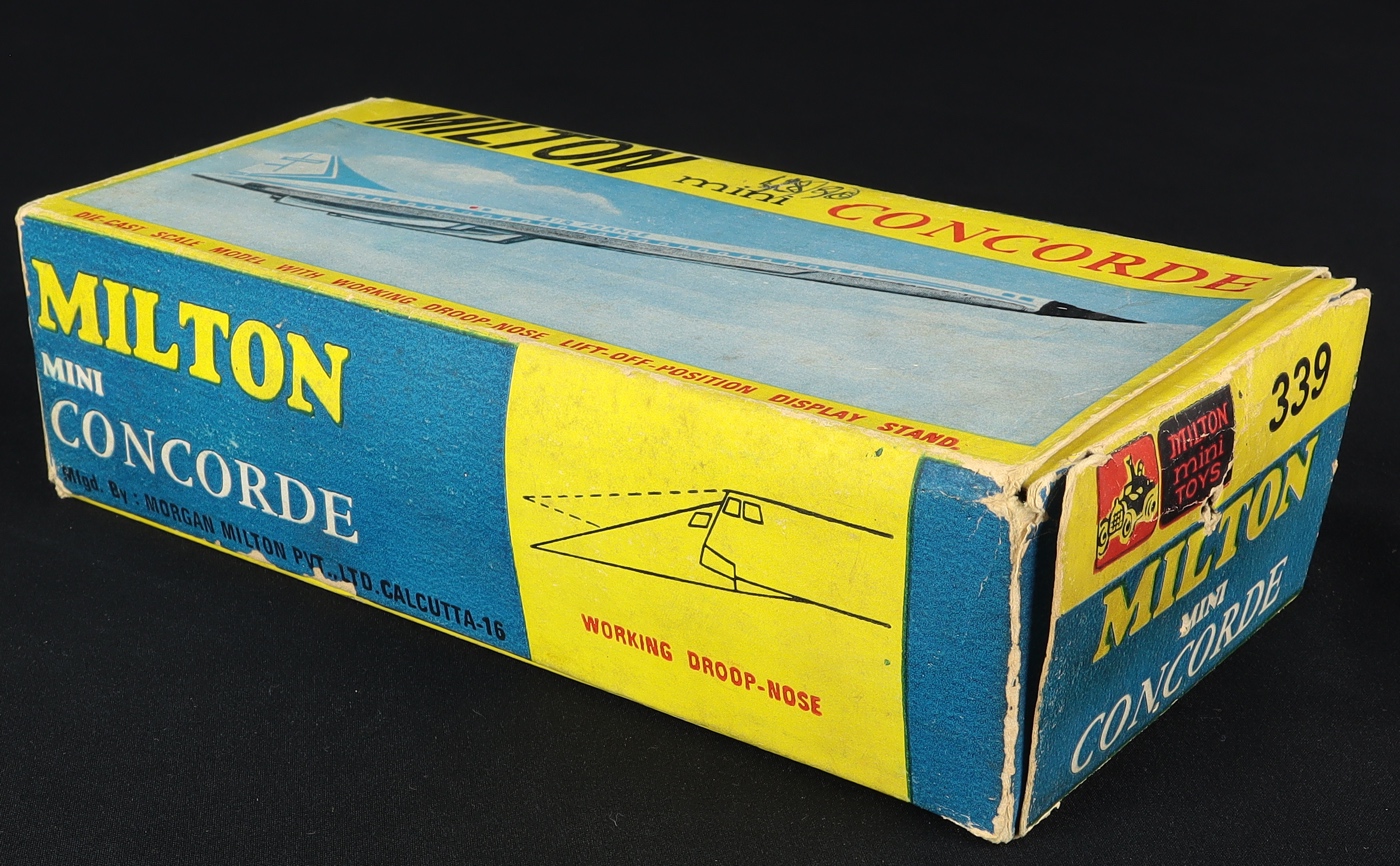 MILTON
mini
CONCORDE
DIE-CAST SCALE MODEL WITH WORKING DROOP-NOSE LIFT-OFF-POSITION DISPLAY STAND.
MILTON
MINI
CONCORDE
Mfgd. By : MORGAN MILTON PVT. LTD. CALCUTTA-16
WORKING DROOP-NOSE
339
MILTON
mini
TOYS
MILTON
MINI
CONCORDE